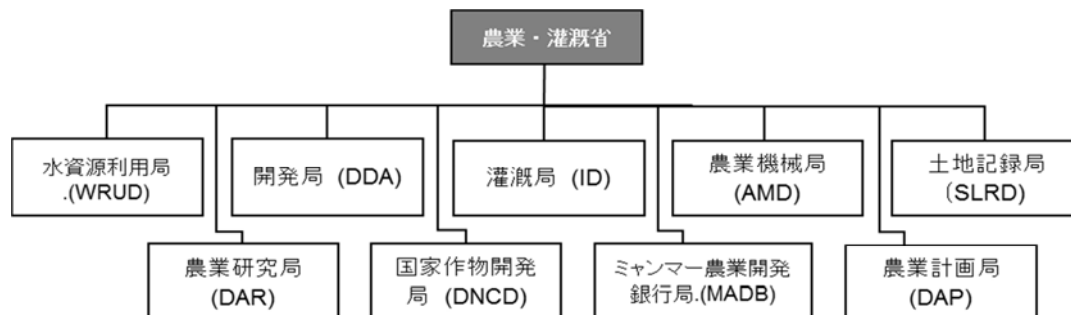 農業・灌漑省
水資源利用局
.(WRUD)
開発局 (DDA)
灌漑局 (ID)
農業機械局
(AMD)
土地記録局
(SLRD)
農業研究局
(DAR)
国家作物開発
局 (DNCD)
ミャンマー農業開発
銀行局.(MADB)
農業計画局
(DAP)